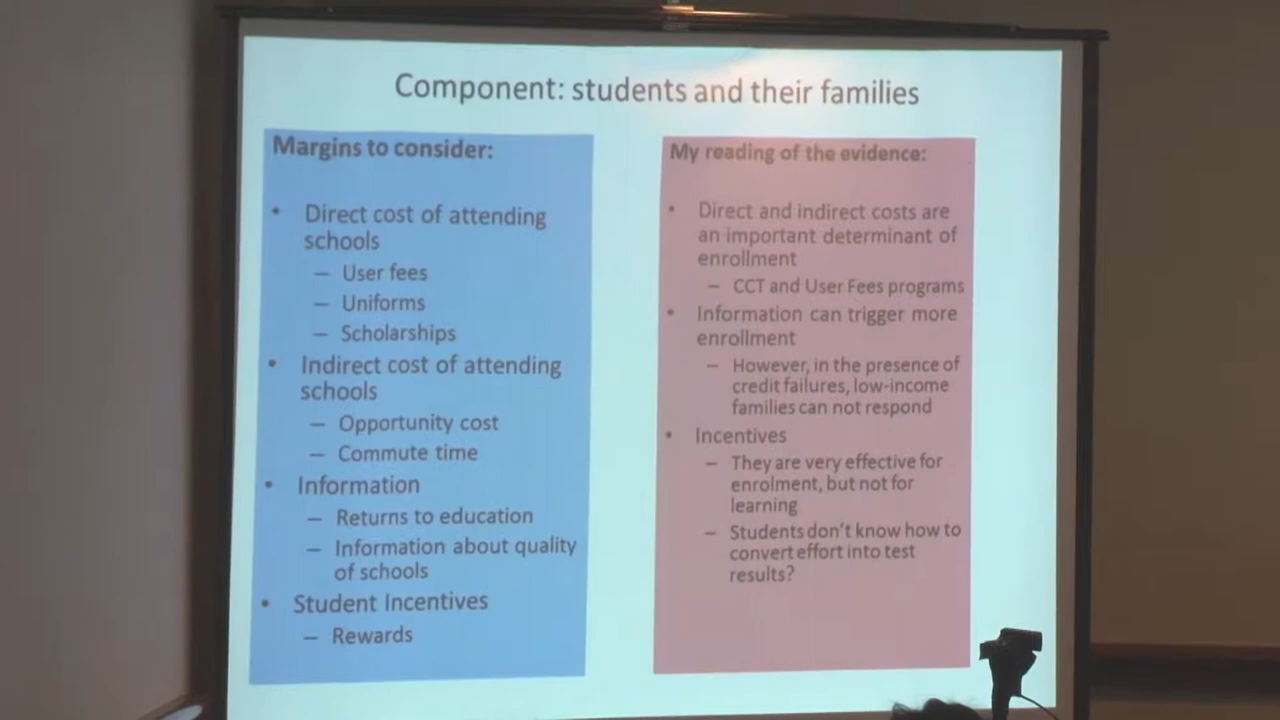 Component: students and their families
Margins to consider:
• Direct cost of attending
schools
– User fees
– Uniforms
– Scholarships
• Indirect cost of attending
schools
– Opportunity cost
– Commute time
• Information
– Returns to education
– Information about quality
of schools
• Student Incentives
– Rewards
My reading of the evidence:
• Direct and indirect costs are
an important determinant of
enrollment
– CCT and User Fees programs
• Information can trigger more
enrollment
– However, in the presence of
credit failures, low-income
families can not respond
• Incentives
– They are very effective for
enrolment, but not for
learning
– Students don't know how to
convert effort into test
results?